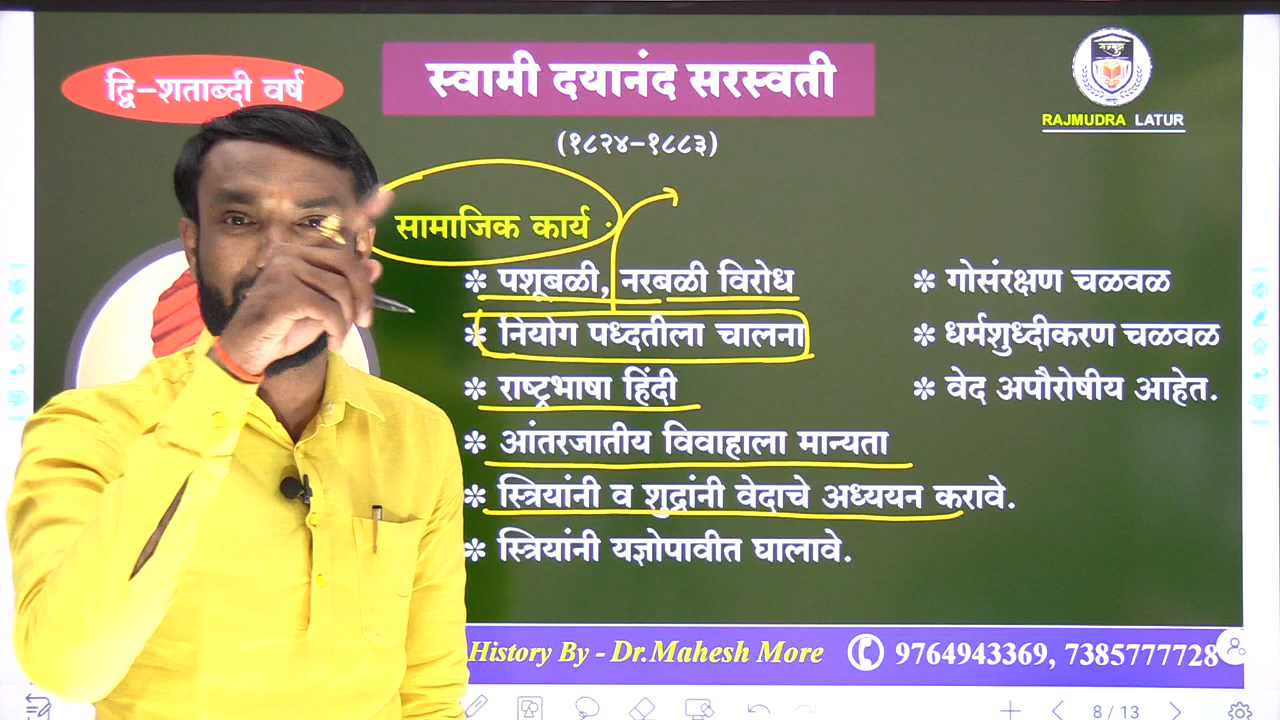 द्वि-शताब्दी वर्ष
स्वामी दयानंद सरस्वती
(१८२४-१८८३)
RAJMUDRA LATUR
सामाजिक कार्य
* पशूबळी, नरबळी विरोध
* नियोग पध्दतीला चालना
* राष्ट्रभाषा हिंदी
* आंतरजातीय विवाहाला मान्यता
* स्त्रियांनी व शूद्रांनी वेदाचे अध्ययन करावे.
* स्त्रियांनी यज्ञोपावीत घालावे.
* गोसंरक्षण चळवळ
* धर्मशुध्दीकरण चळवळ
* वेद अपौरोषीय आहेत.
History By - Dr.Mahesh More 9764943369, 7385777728
8 / 13